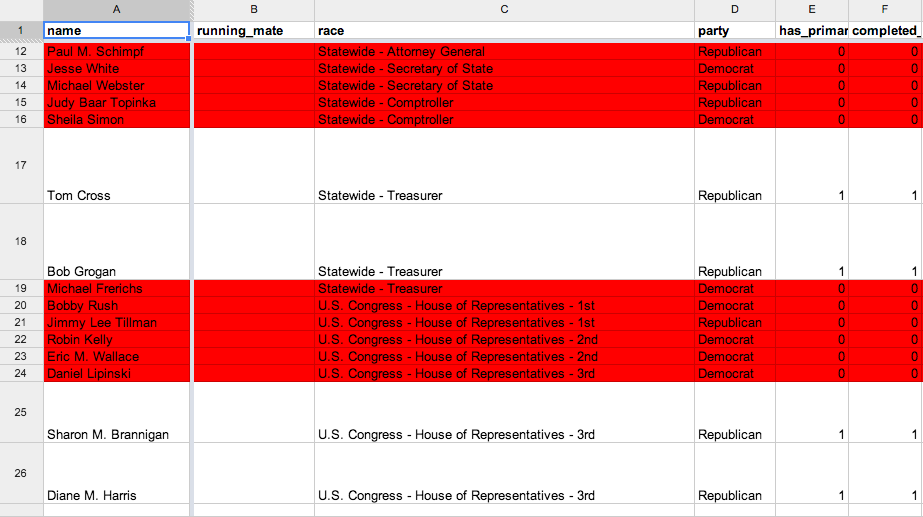 A B C D E F
1 name running_mate race party has_primar completed_
12 Paul M. Schimpf Statewide - Attorney General Republican 0 0
13 Jesse White Statewide - Secretary of State Democrat 0 0
14 Michael Webster Statewide - Secretary of State Republican 0 0
15 Judy Baar Topinka Statewide - Comptroller Republican 0 0
16 Sheila Simon Statewide - Comptroller Democrat 0 0
17 Tom Cross Statewide - Treasurer Republican 1 1
18 Bob Grogan Statewide - Treasurer Republican 1 1
19 Michael Frerichs Statewide - Treasurer Democrat 0 0
20 Bobby Rush U.S. Congress - House of Representatives - 1st Democrat 0 0
21 Jimmy Lee Tillman U.S. Congress - House of Representatives - 1st Republican 0 0
22 Robin Kelly U.S. Congress - House of Representatives - 2nd Democrat 0 0
23 Eric M. Wallace U.S. Congress - House of Representatives - 2nd Democrat 0 0
24 Daniel Lipinski U.S. Congress - House of Representatives - 3rd Democrat 0 0
25 Sharon M. Brannigan U.S. Congress - House of Representatives - 3rd Republican 1 1
26 Diane M. Harris U.S. Congress - House of Representatives - 3rd Republican 1 1